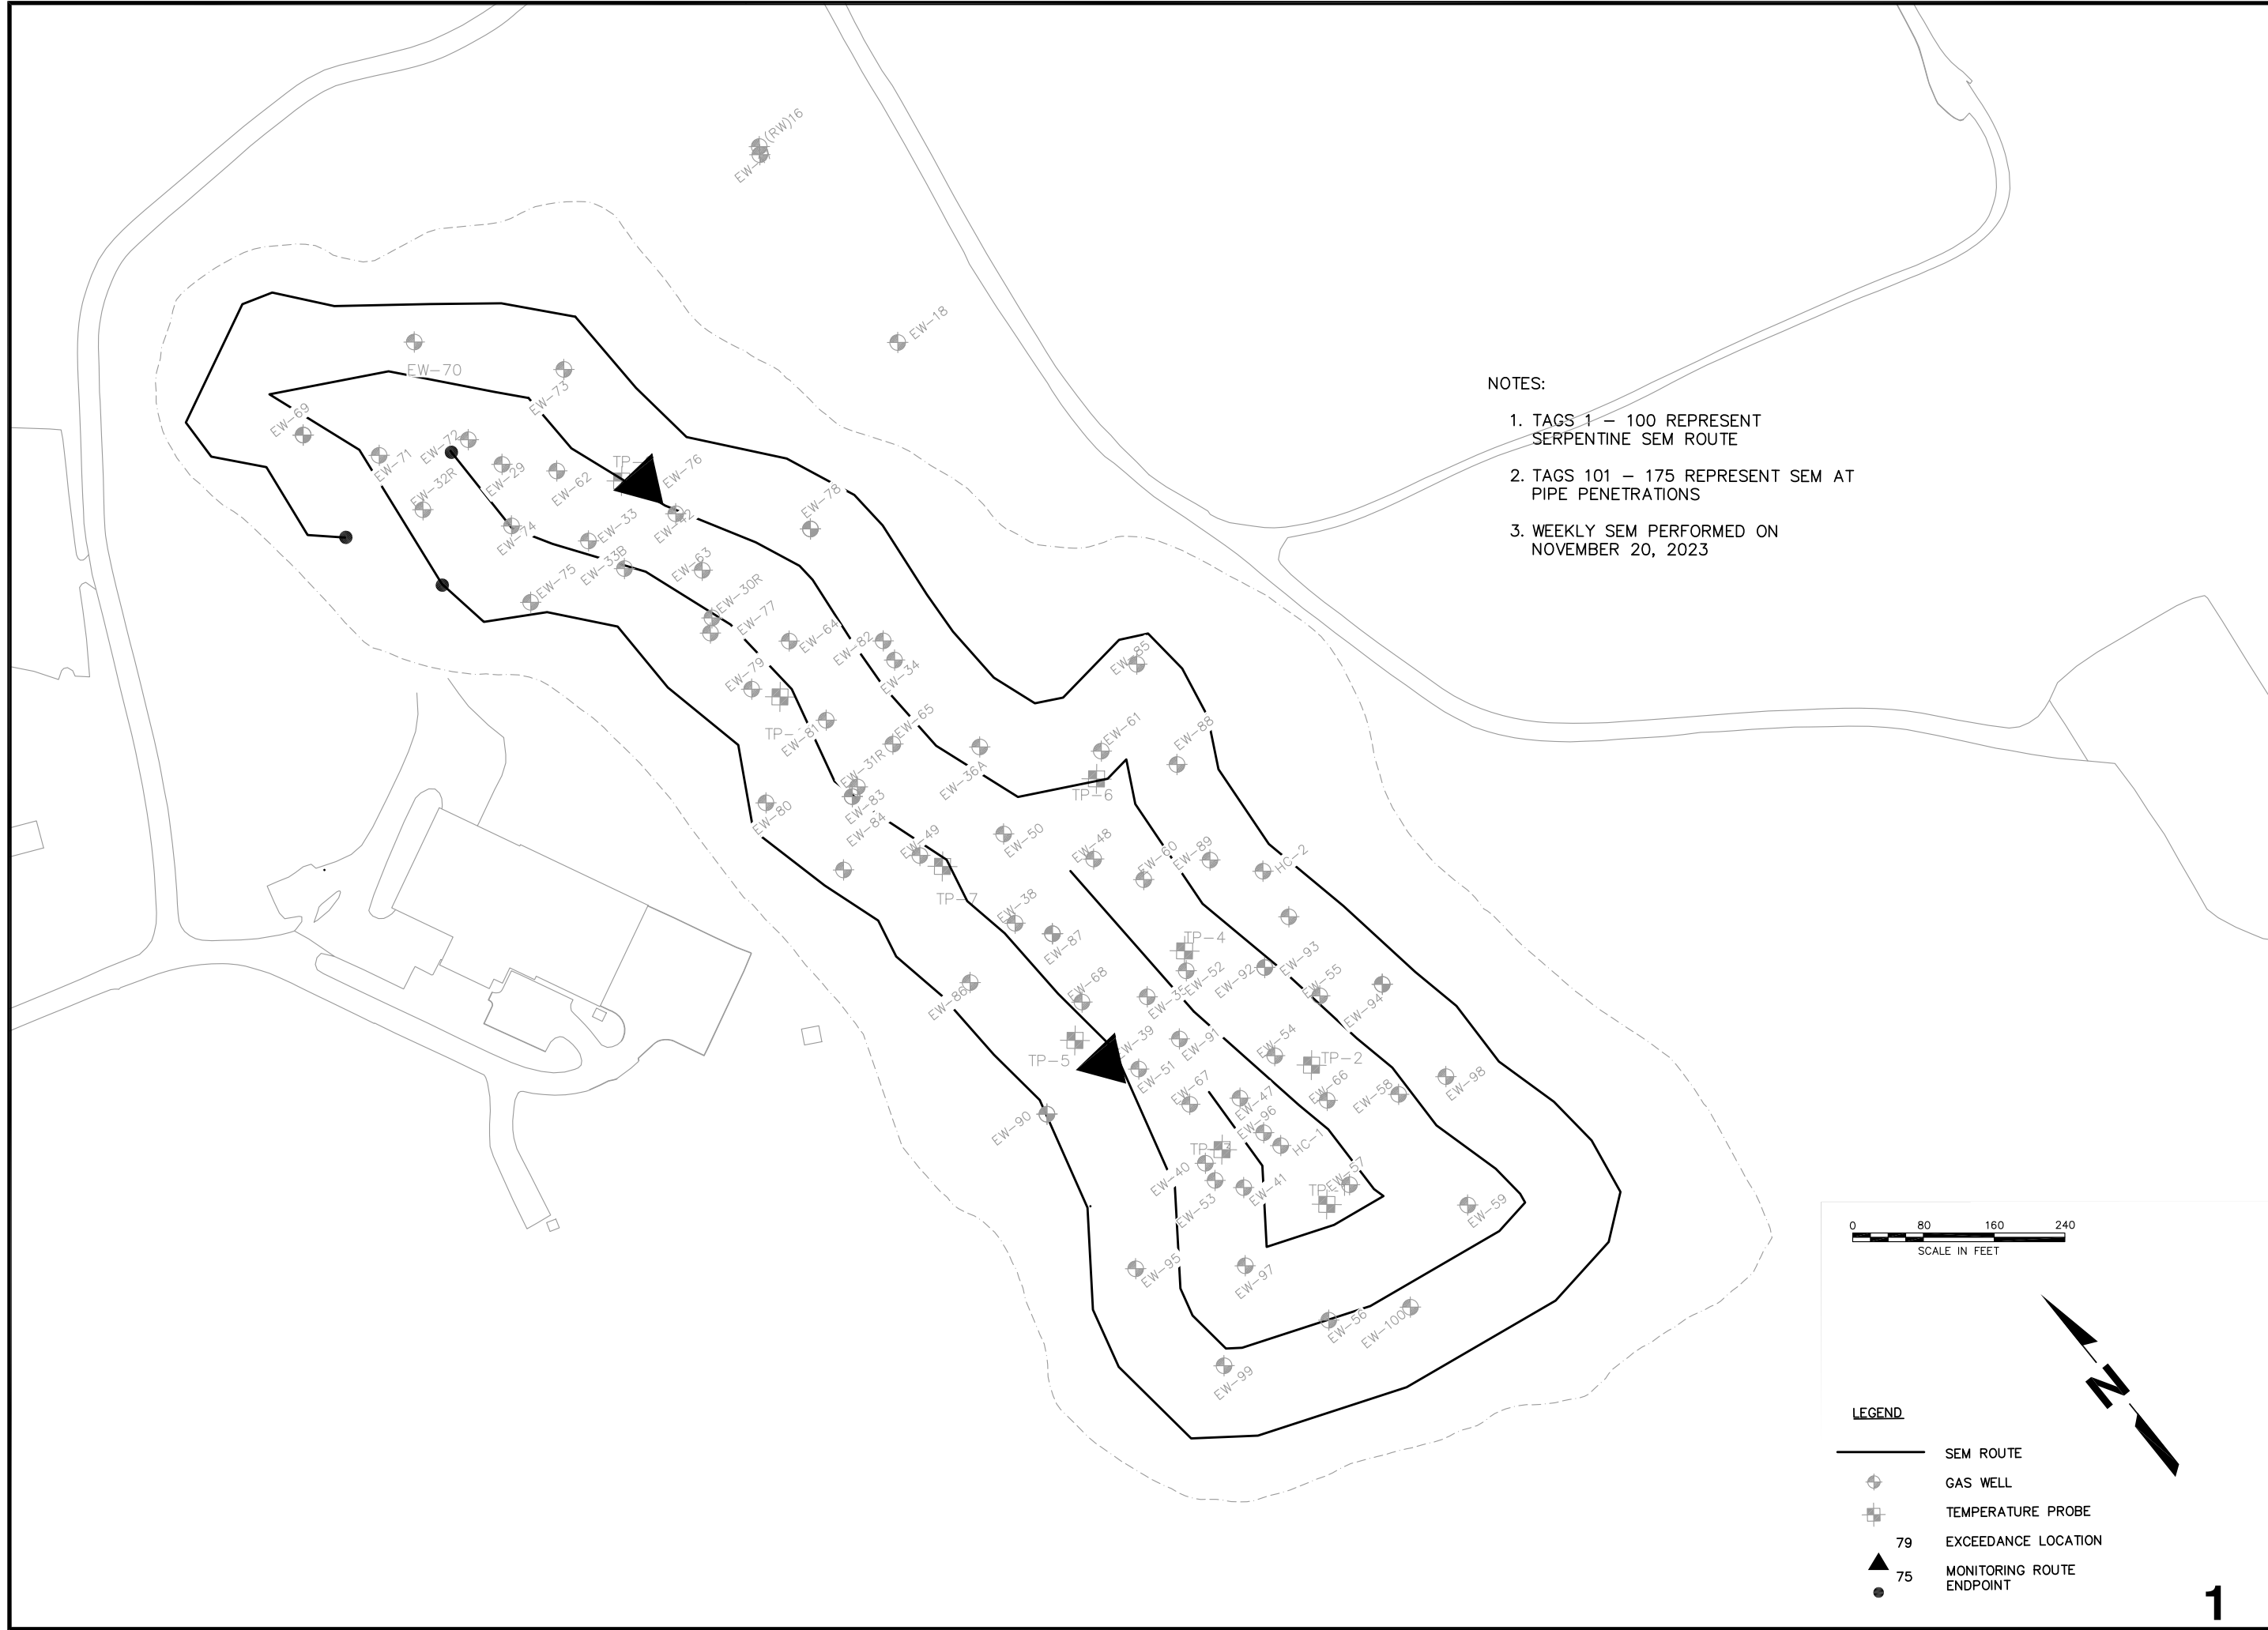 (RW)16
EW-18
EW-70
EW-73
EW-69
EW-71
EW-72
EW-32R
EW-29
EW-62
EW-76
EW-78
EW-74
EW-33
EW-33B
EW-63
EW-75
EW-30R
EW-77
EW-64
EW-82
EW-34
EW-79
EW-81
EW-65
EW-85
EW-61
EW-88
EW-31R
EW-36A
TP-6
EW-80
EW-83
EW-84
EW-49
EW-50
EW-48
EW-60
EW-89
HC-2
TP-7
EW-38
EW-87
TP-4
EW-86
EW-68
EW-35
EW-52
EW-92
EW-93
EW-55
EW-94
TP-5
EW-39
EW-51
EW-91
EW-54
TP-2
EW-67
EW-47
EW-66
EW-58
EW-98
EW-90
EW-96
HC-1
TP-3
EW-40
EW-53
EW-41
EW-57
EW-59
EW-95
EW-97
EW-56
EW-100
EW-99
NOTES:
1. TAGS 1 - 100 REPRESENT
SERPENTINE SEM ROUTE
2. TAGS 101 - 175 REPRESENT SEM AT
PIPE PENETRATIONS
3. WEEKLY SEM PERFORMED ON
NOVEMBER 20, 2023
0 80 160 240
SCALE IN FEET
N
LEGEND
SEM ROUTE
GAS WELL
TEMPERATURE PROBE
79 EXCEEDANCE LOCATION
75 MONITORING ROUTE
ENDPOINT
1